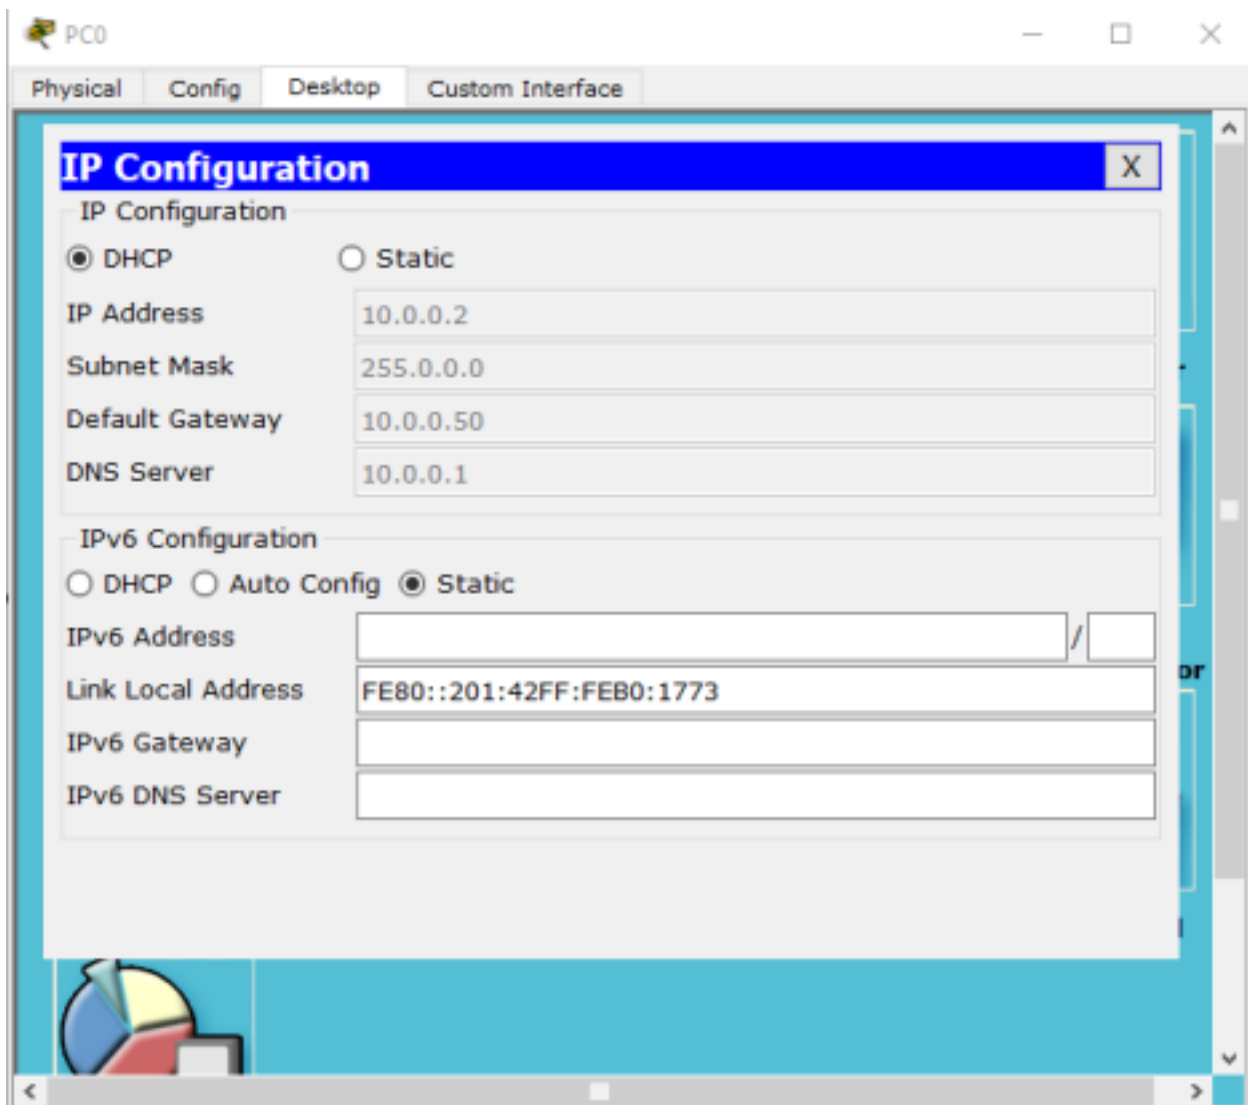 PC0
Physical Config Desktop Custom Interface
IP Configuration X
IP Configuration
DHCP Static
IP Address 10.0.0.2
Subnet Mask 255.0.0.0
Default Gateway 10.0.0.50
DNS Server 10.0.0.1
IPv6 Configuration
DHCP Auto Config Static
IPv6 Address /
Link Local Address FE80::201:42FF:FEB0:1773
or
IPv6 Gateway
IPv6 DNS Server